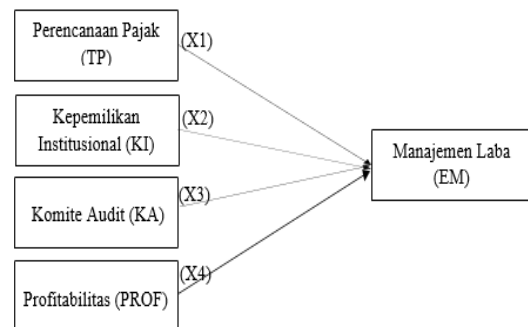 Perencanaan Pajak
(TP)
(X1)
Kepemilikan
Institusional (KI)
(X2)
Manajemen Laba
(EM)
Komite Audit (KA)
(X3)
Profitabilitas (PROF)
(X4)